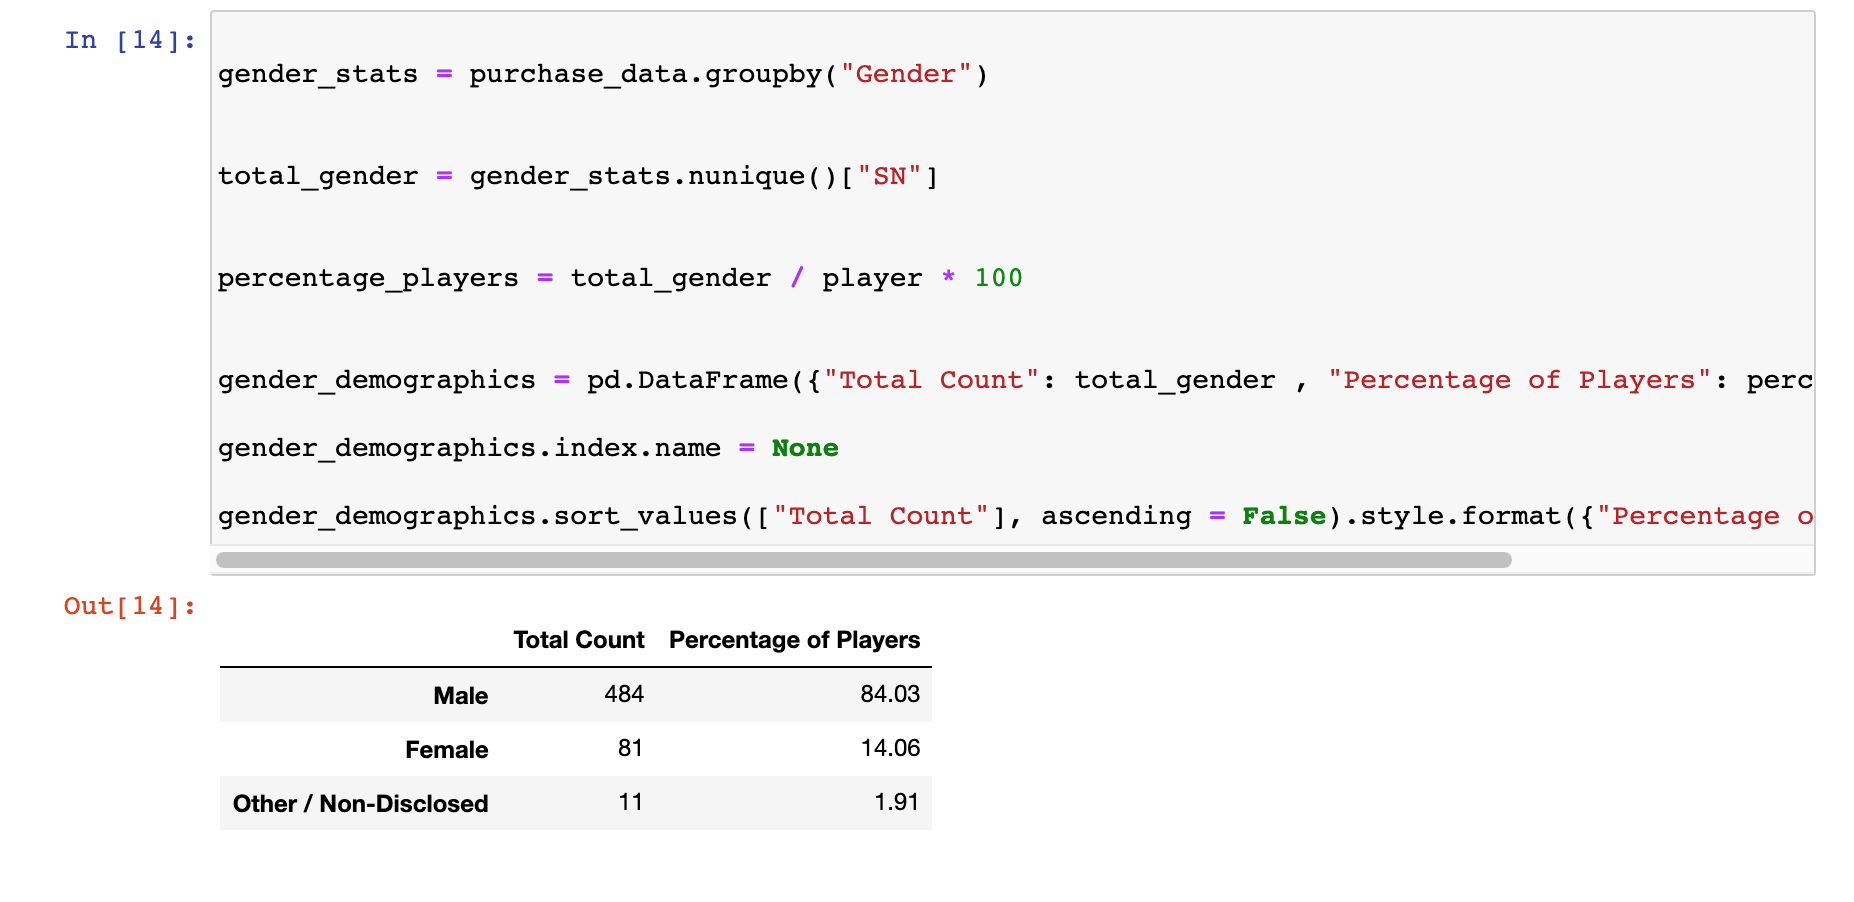 In [14]:
gender_stats = purchase_data.groupby("Gender")
total_gender = gender_stats.nunique()["SN"]
percentage_players = total_gender / player * 100
gender_demographics = pd.DataFrame({"Total Count": total_gender , "Percentage of Players": perc
gender_demographics.index.name = None
gender_demographics.sort_values(["Total Count"], ascending = False).style.format({"Percentage o
Out[14]:
Total Count Percentage of Players
Male 484 84.03
Female 81 14.06
Other / Non-Disclosed 11 1.91